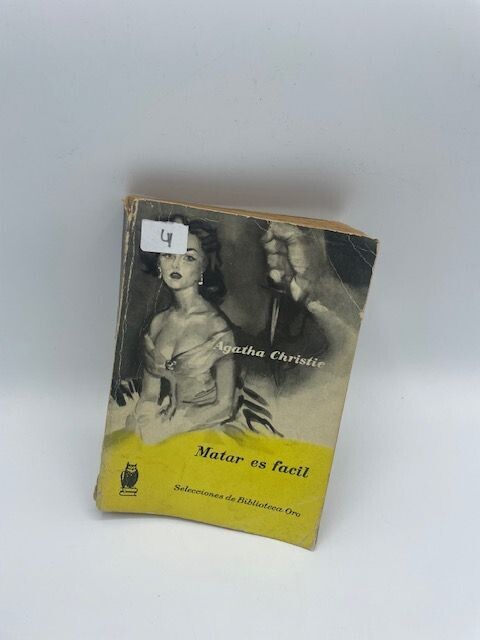 4
Agatha Christie
Matar es facil
Selecciones de Biblioteca Oro